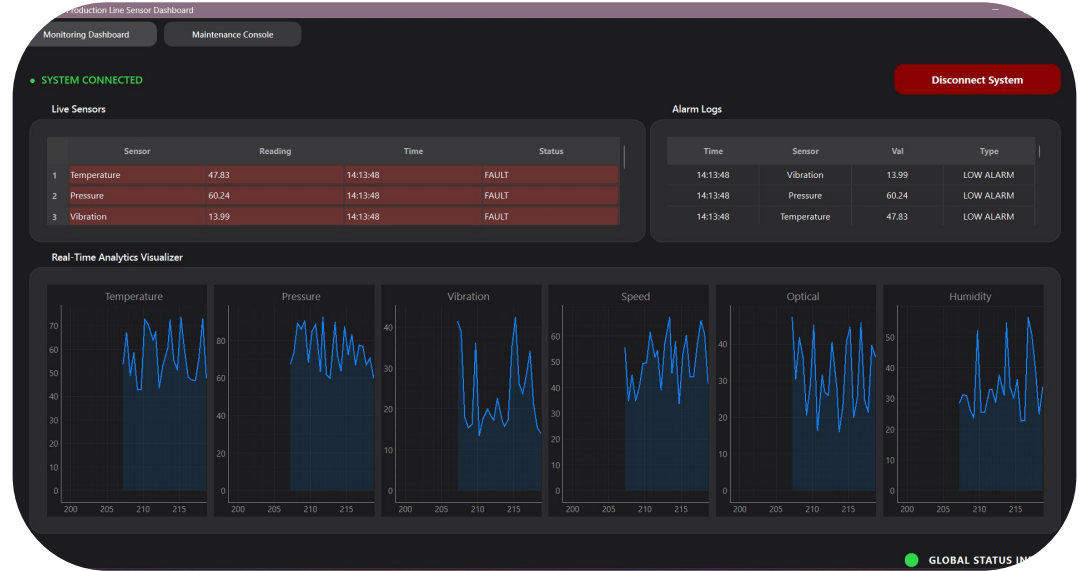 Production Line Sensor Dashboard
Monitoring Dashboard Maintenance Console
● SYSTEM CONNECTED
Disconnect System
Live Sensors
Sensor Reading Time Status
1 Temperature 47.83 14:13:48 FAULT
2 Pressure 60.24 14:13:48 FAULT
3 Vibration 13.99 14:13:48 FAULT
Alarm Logs
Time Sensor Val Type
14:13:48 Vibration 13.99 LOW ALARM
14:13:48 Pressure 60.24 LOW ALARM
14:13:48 Temperature 47.83 LOW ALARM
Real-Time Analytics Visualizer
Temperature
70
60
50
40
30
20
10
0
200 205 210 215
Pressure
80
60
40
20
0
200 205 210 215
Vibration
40
30
20
10
0
200 205 210 215
Speed
60
50
40
30
20
10
0
200 205 210 215
Optical
40
30
20
10
0
200 205 210 215
Humidity
50
40
30
20
10
0
200 205 210 215
GLOBAL STATUS